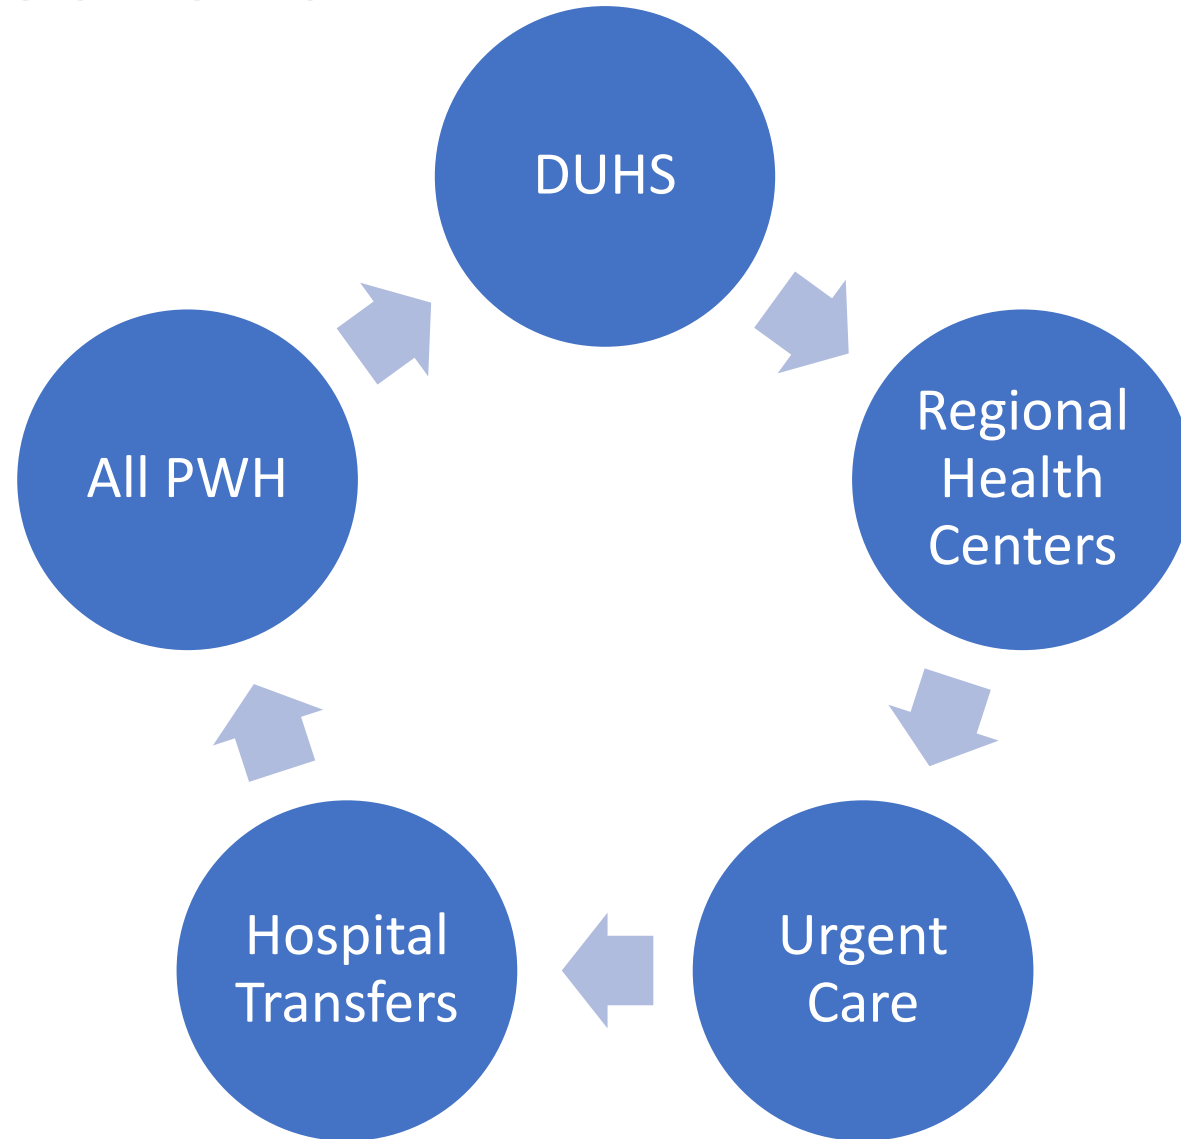 DUHS
Regional
Health
Centers
Urgent
Care
Hospital
Transfers
All PWH